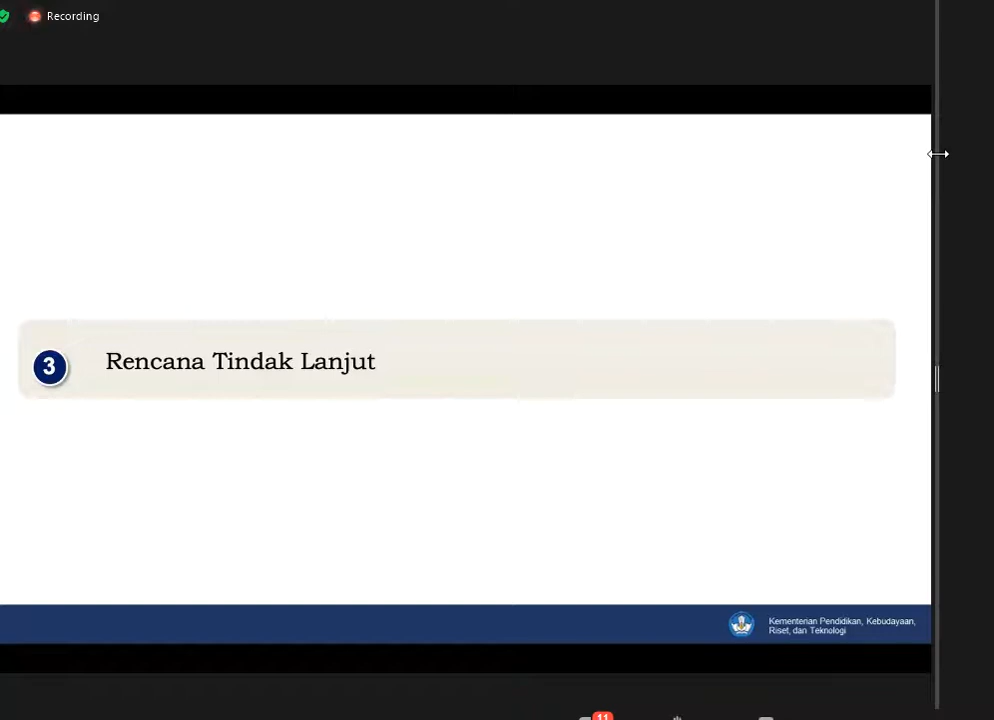 Recording
3 Rencana Tindak Lanjut
Kementerian Pendidikan, Kebudayaan,
Riset, dan Teknologi
11